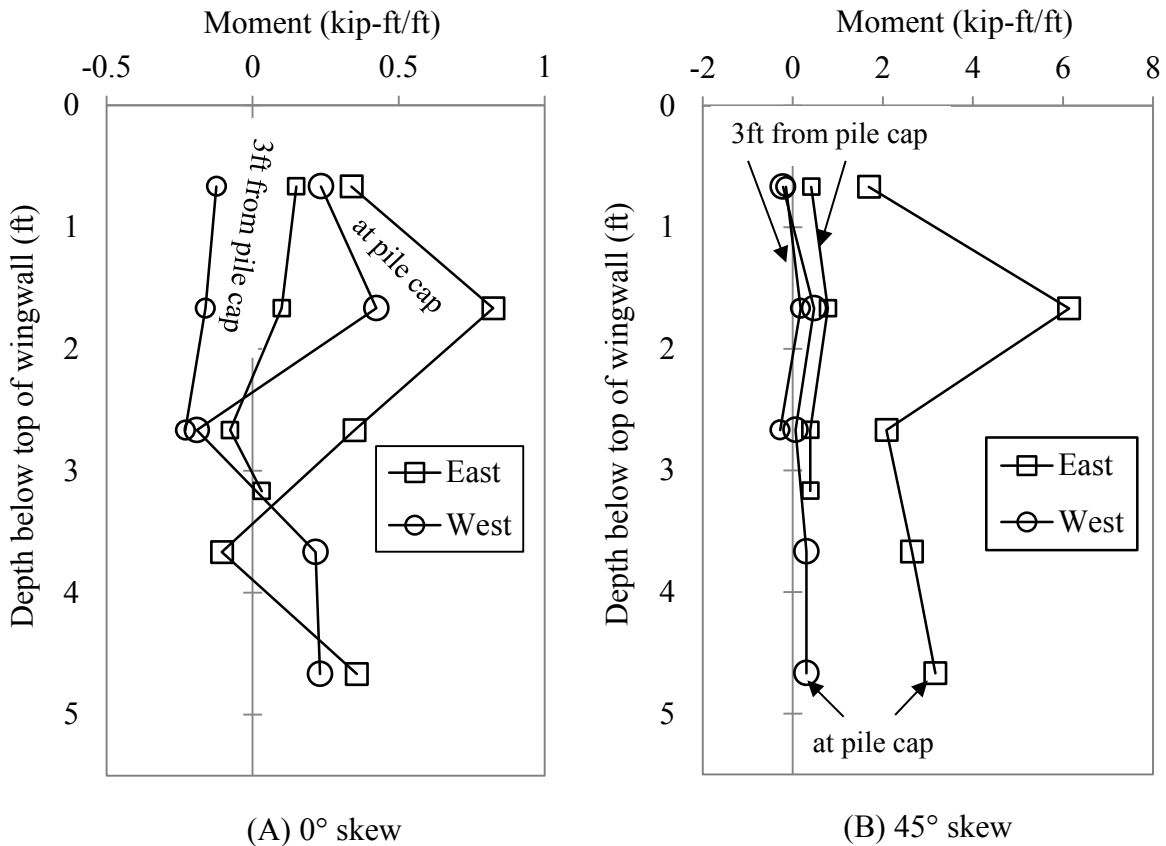 Moment (kip-ft/ft)
-0.5 0 0.5 1
0
1
2
3
4
5
Depth below top of wingwall (ft)
3ft from pile cap
at pile cap
East
West
(A) 0° skew
Moment (kip-ft/ft)
-2 0 2 4 6 8
0
1
2
3
4
5
Depth below top of wingwall (ft)
3ft from pile cap
East
West
at pile cap
(B) 45° skew